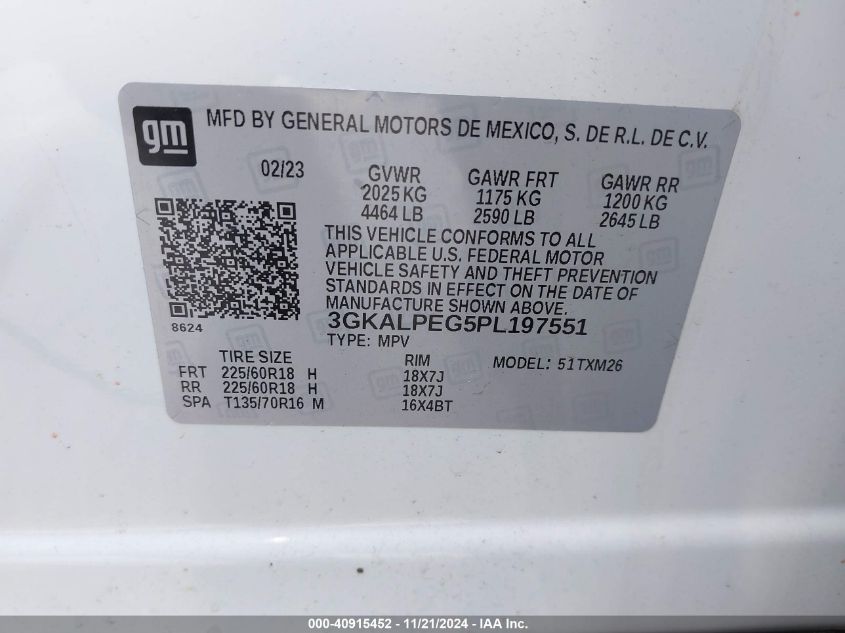 gm
MFD BY GENERAL MOTORS DE MEXICO, S. DE R.L. DE C.V.
02/23 GVWR GAWR FRT GAWR RR
2025 KG 1175 KG 1200 KG
4464 LB 2590 LB 2645 LB
THIS VEHICLE CONFORMS TO ALL
APPLICABLE U.S. FEDERAL MOTOR
VEHICLE SAFETY AND THEFT PREVENTION
STANDARDS IN EFFECT ON THE DATE OF
MANUFACTURE SHOWN ABOVE.
8624 3GKALPEG5PL197551
TYPE: MPV
TIRE SIZE RIM MODEL: 51TXM26
FRT 225/60R18 H 18X7J
RR 225/60R18 H 18X7J
SPA T135/70R16 M 16X4BT
000-40915452 - 11/21/2024 - IAA Inc.